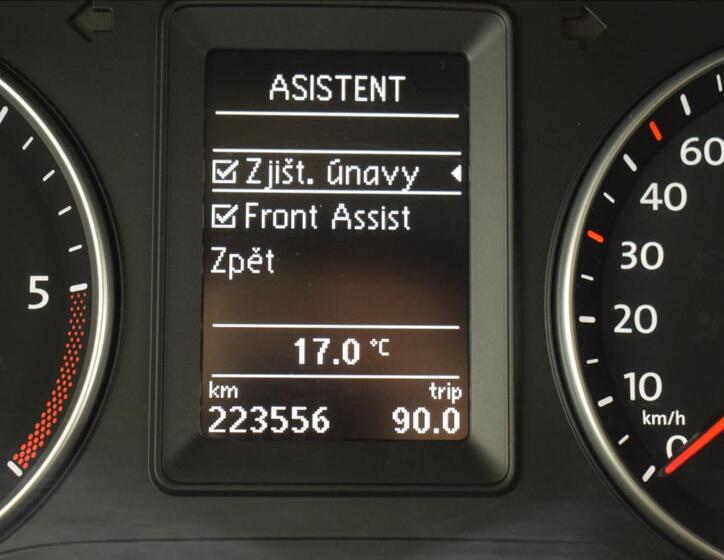 ASISTENT
Zjišt. únavy
Front Assist
Zpět
17.0 °C
km trip
223556 90.0
5
60
40
30
20
10
km/h
0